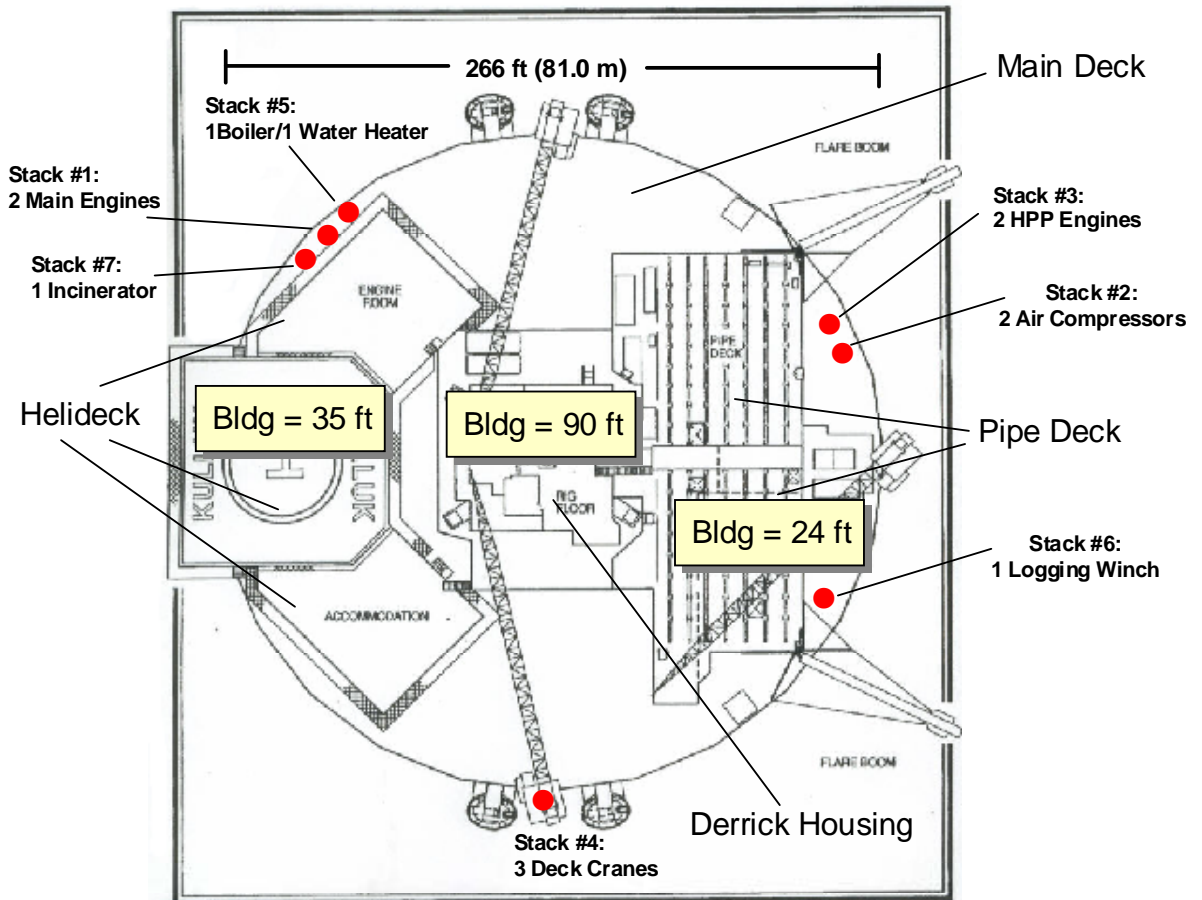 266 ft (81.0 m)
Main Deck
Stack #5:
1Boiler/1 Water Heater
FLARE BOOM
Stack #1:
2 Main Engines
Stack #3:
2 HPP Engines
Stack #7:
1 Incinerator
ENGINE
ROOM
Stack #2:
2 Air Compressors
PIPE
DECK
Helideck
Bldg = 35 ft
Bldg = 90 ft
Pipe Deck
H
RIG
FLOOR
Bldg = 24 ft
Stack #6:
1 Logging Winch
ACCOMMODATION
FLARE BOOM
Derrick Housing
Stack #4:
3 Deck Cranes